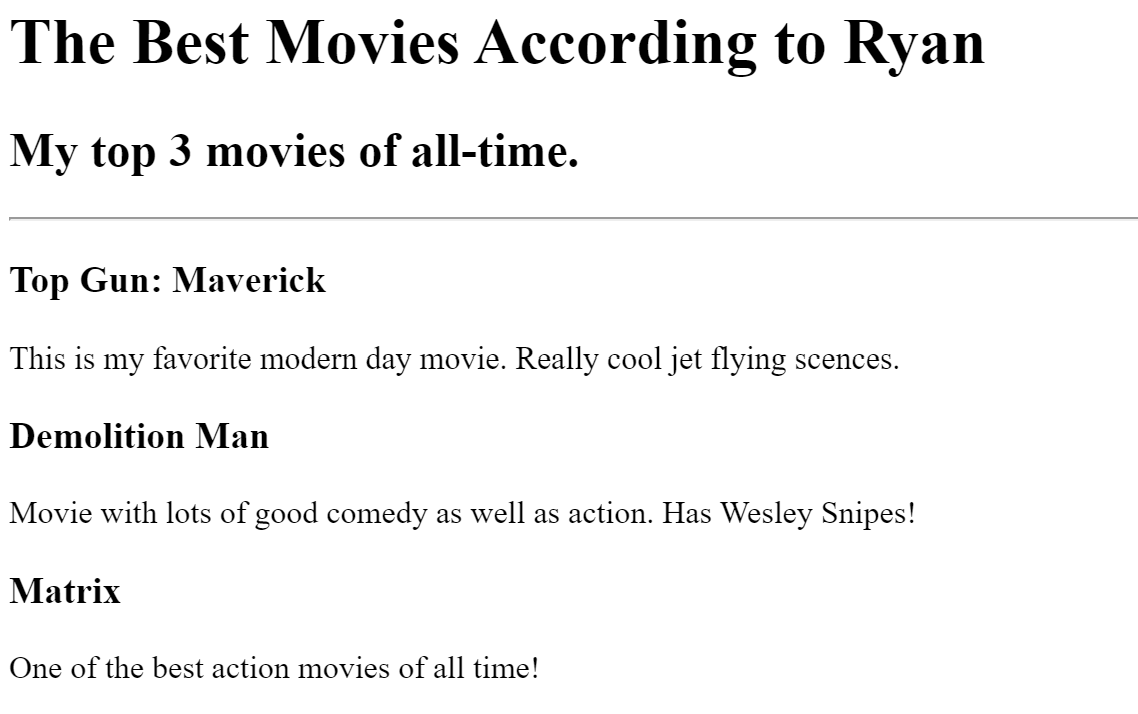 The Best Movies According to Ryan
My top 3 movies of all-time.
Top Gun: Maverick
This is my favorite modern day movie. Really cool jet flying scences.
Demolition Man
Movie with lots of good comedy as well as action. Has Wesley Snipes!
Matrix
One of the best action movies of all time!